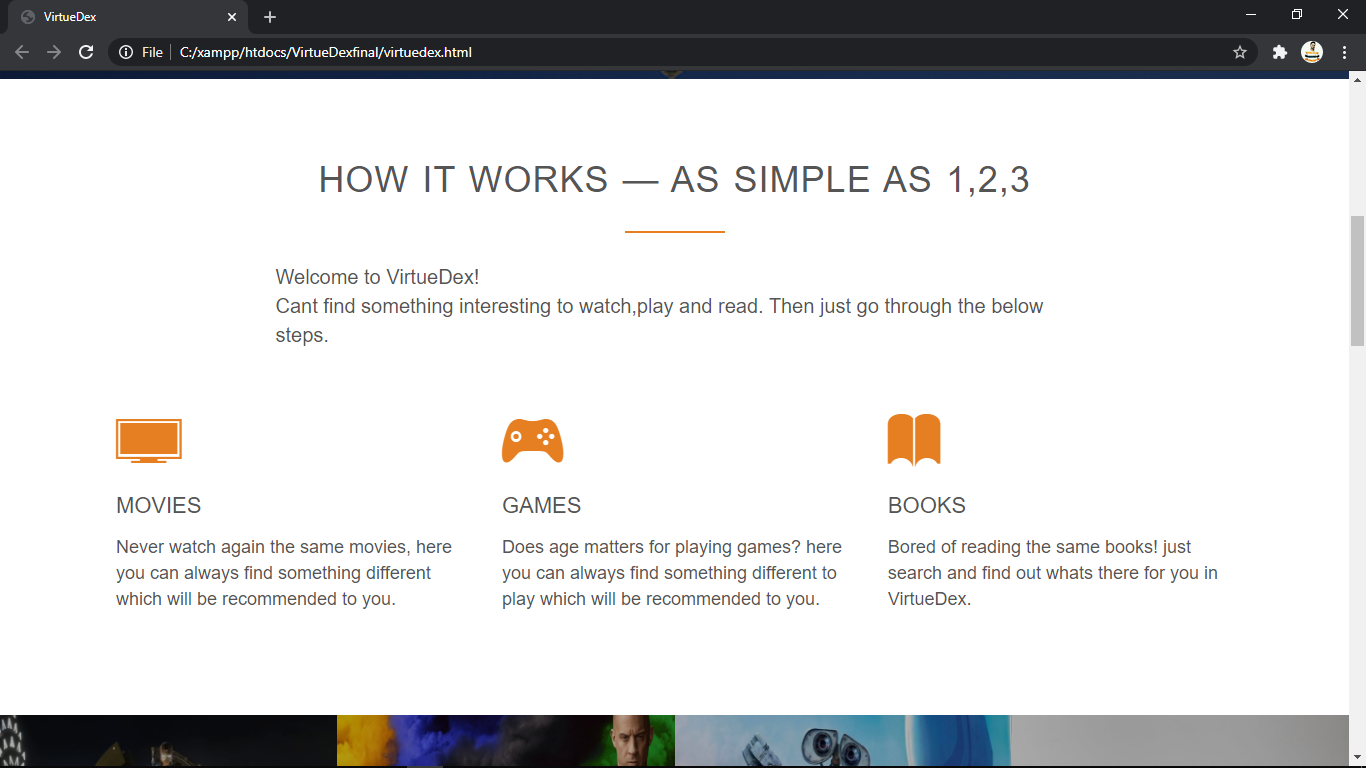 VirtueDex
File
C:/xampp/htdocs/VirtueDexfinal/virtuedex.html
HOW IT WORKS — AS SIMPLE AS 1,2,3
Welcome to VirtueDex!
Cant find something interesting to watch,play and read. Then just go through the below
steps.
MOVIES
Never watch again the same movies, here
you can always find something different
which will be recommended to you.
GAMES
Does age matters for playing games? here
you can always find something different to
play which will be recommended to you.
BOOKS
Bored of reading the same books! just
search and find out whats there for you in
VirtueDex.